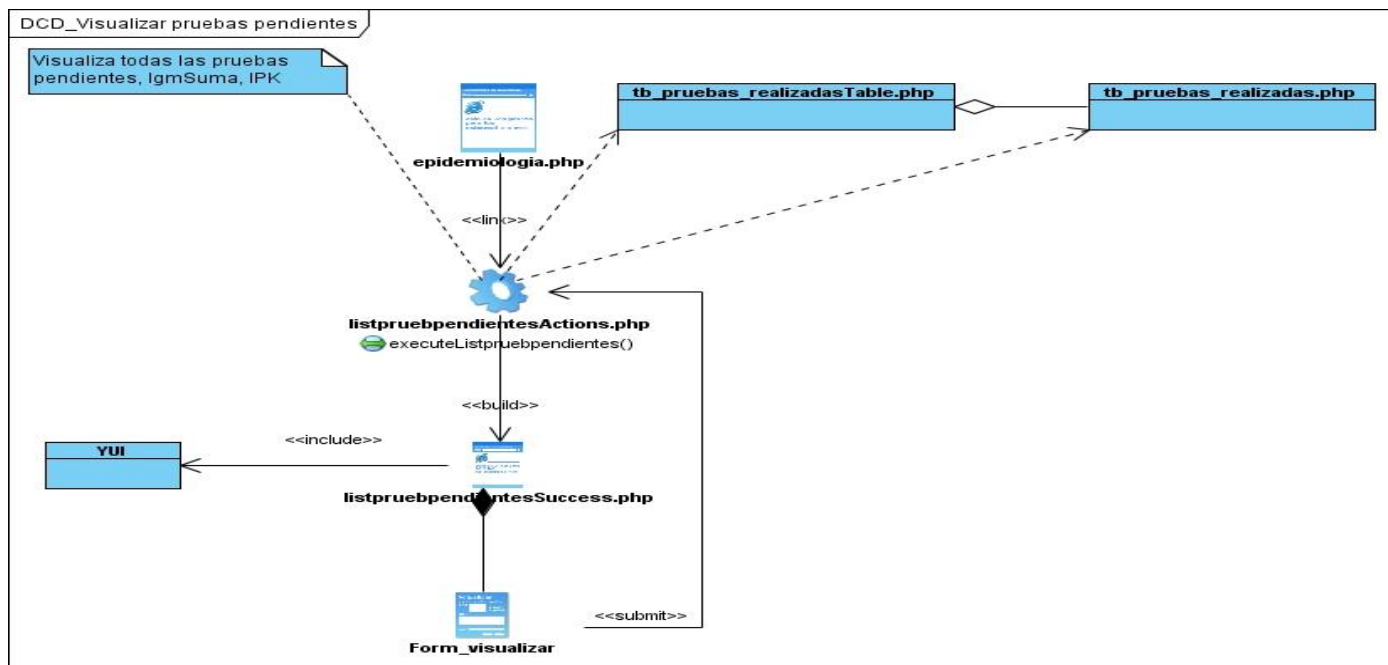 DCD_Visualizar pruebas pendientes
Visualiza todas las pruebas
pendientes, IgmSuma, IPK
tb_pruebas_realizadasTable.php
tb_pruebas_realizadas.php
epidemiologia.php
<<link>>
listpruebpendientesActions.php
executeListpruebpendientes()
<<build>>
<<include>>
YUI
listpruebpendientesSuccess.php
<<submit>>
Form_visualizar